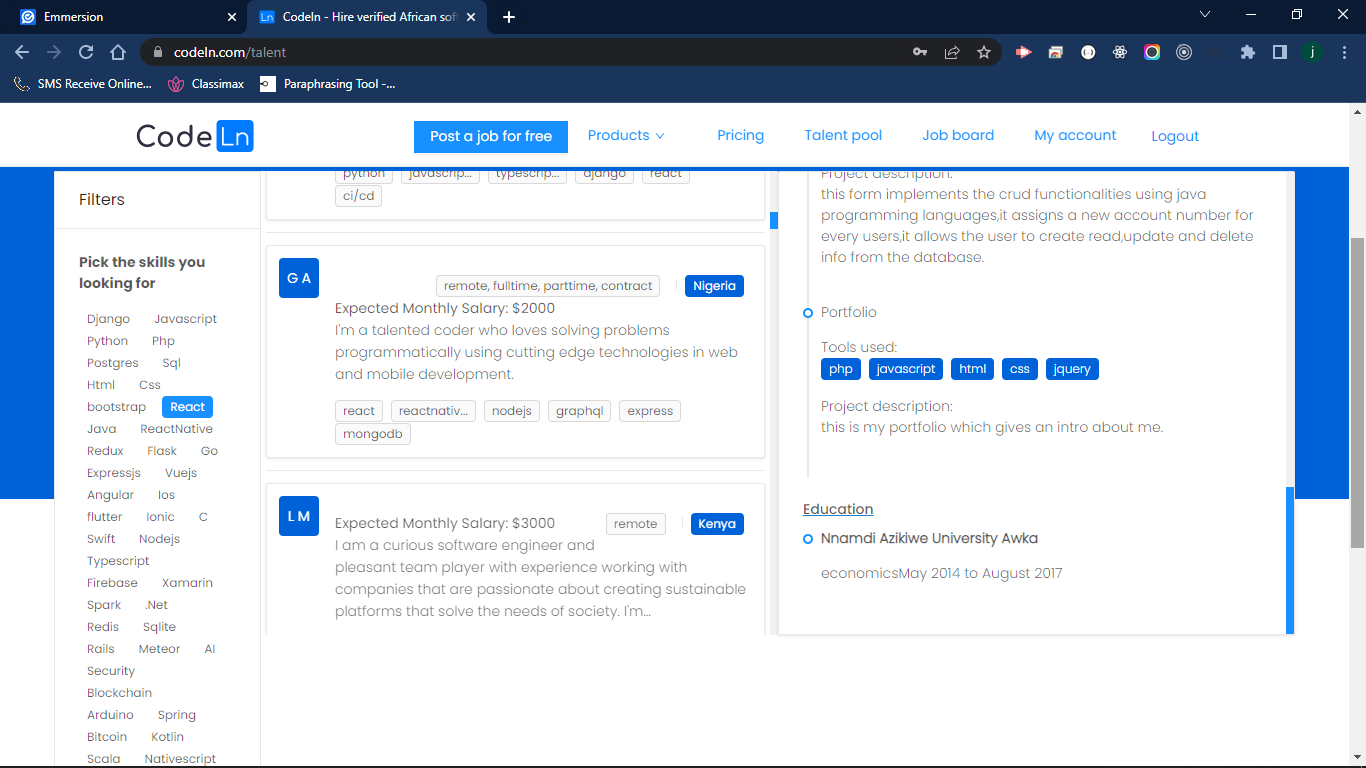 Emmersion
Codeln - Hire verified African sof
codeln.com/talent
SMS Receive Online...
Classimax
Paraphrasing Tool -...
Code Ln
Post a job for free
Products
Pricing
Talent pool
Job board
My account
Logout
Filters
Pick the skills you
looking for
Django Javascript
Python Php
Postgres Sql
Html Css
bootstrap React
Java ReactNative
Redux Flask Go
Expressjs Vuejs
Angular Ios
flutter Ionic C
Swift Nodejs
Typescript
Firebase Xamarin
Spark .Net
Redis Sqlite
Rails Meteor AI
Security
Blockchain
Arduino Spring
Bitcoin Kotlin
Scala Nativescript
python javascrip... typescrip... django react
ci/cd
G A
remote, fulltime, parttime, contract
Nigeria
Expected Monthly Salary: $2000
I'm a talented coder who loves solving problems
programmatically using cutting edge technologies in web
and mobile development.
react reactnativ... nodejs graphql express
mongodb
L M
Expected Monthly Salary: $3000
remote
Kenya
I am a curious software engineer and
pleasant team player with experience working with
companies that are passionate about creating sustainable
platforms that solve the needs of society. I'm...
Project description:
this form implements the crud functionalities using java
programming languages,it assigns a new account number for
every users,it allows the user to create read,update and delete
info from the database.
Portfolio
Tools used:
php javascript html css jquery
Project description:
this is my portfolio which gives an intro about me.
Education
Nnamdi Azikiwe University Awka
economicsMay 2014 to August 2017
j